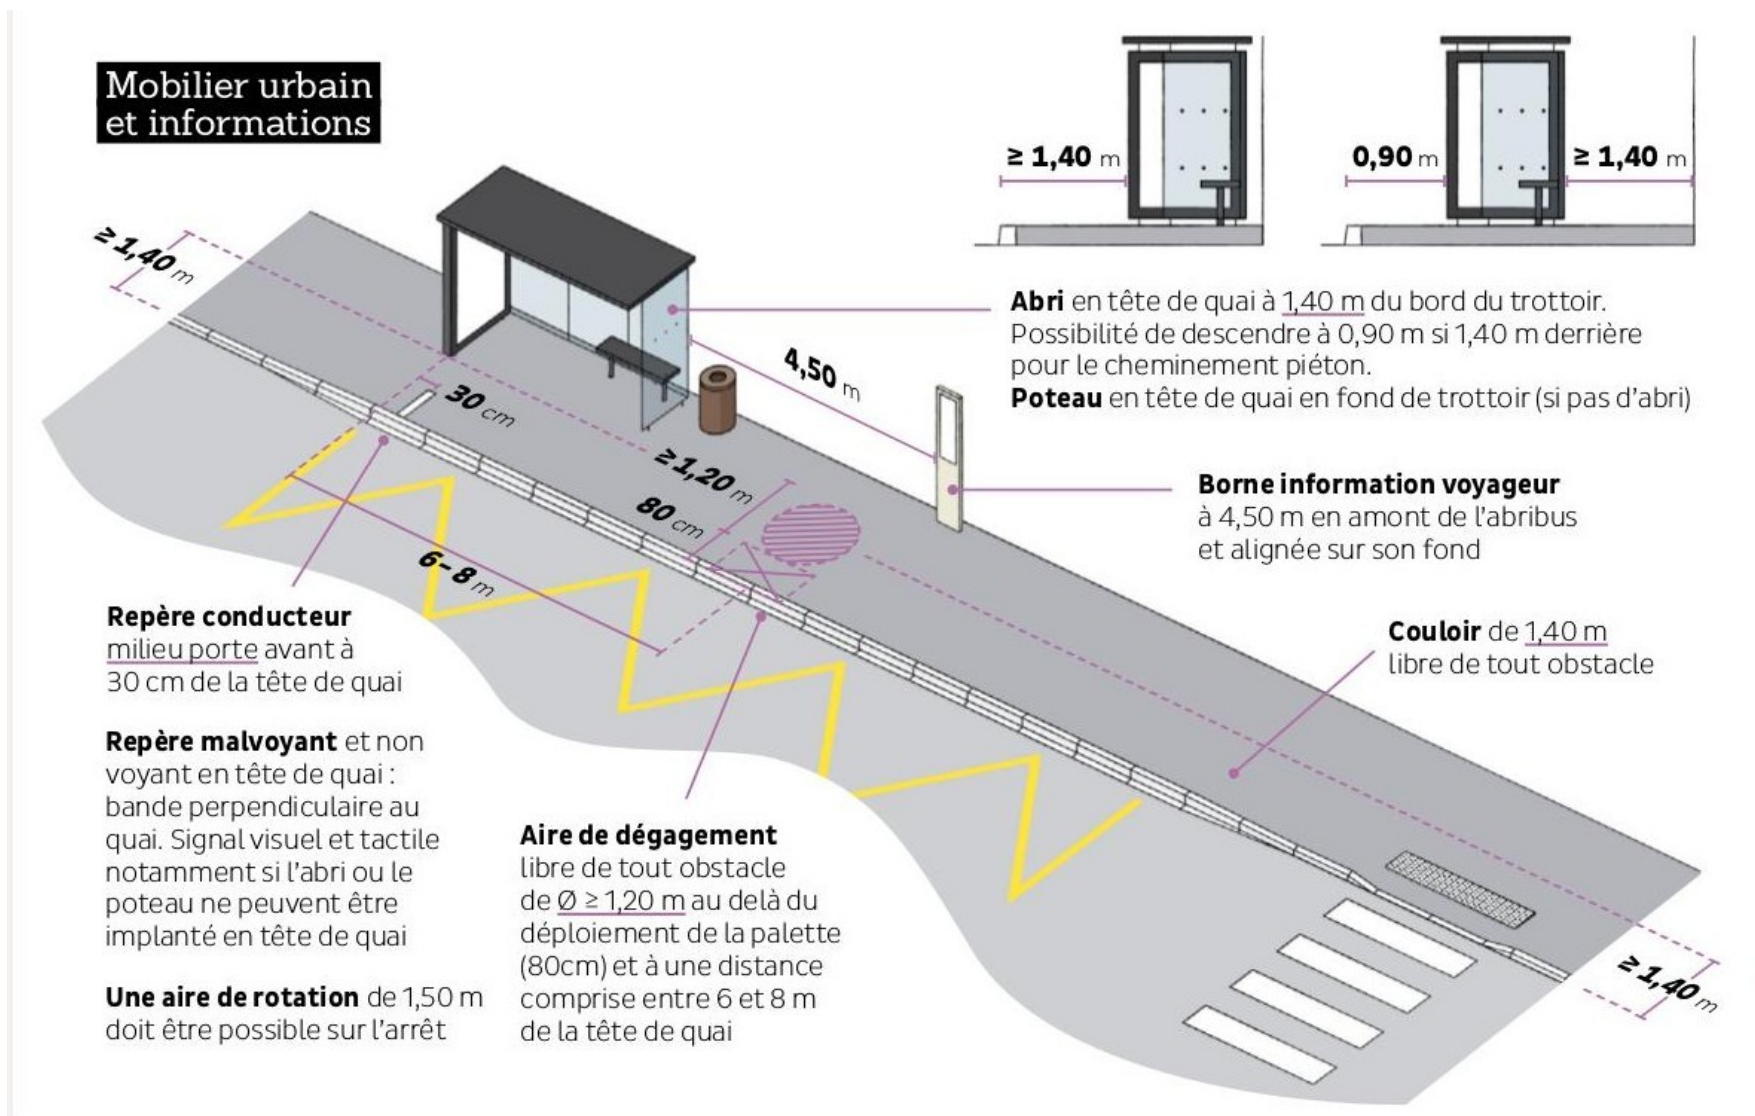 Mobilier urbain
et informations
≥ 1,40 m
≥ 1,40 m
0,90 m
≥ 1,40 m
Abri en tête de quai à 1,40 m du bord du trottoir.
Possibilité de descendre à 0,90 m si 1,40 m derrière
pour le cheminement piéton.
Poteau en tête de quai en fond de trottoir (si pas d'abri)
4,50 m
30 cm
≥ 1,20 m
80 cm
6 - 8 m
Borne information voyageur
à 4,50 m en amont de l'abribus
et alignée sur son fond
Repère conducteur
milieu porte avant à
30 cm de la tête de quai
Couloir de 1,40 m
libre de tout obstacle
Repère malvoyant et non
voyant en tête de quai :
bande perpendiculaire au
quai. Signal visuel et tactile
notamment si l'abri ou le
poteau ne peuvent être
implanté en tête de quai
Une aire de rotation de 1,50 m
doit être possible sur l'arrêt
Aire de dégagement
libre de tout obstacle
de Ø ≥ 1,20 m au delà du
déploiement de la palette
(80cm) et à une distance
comprise entre 6 et 8 m
de la tête de quai
≥ 1,40 m